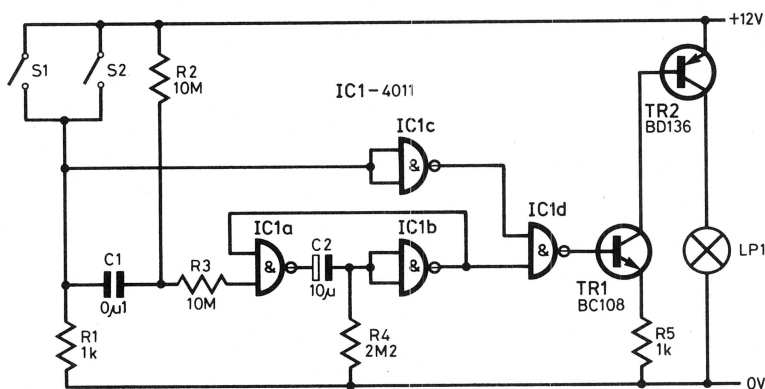 +12V
S1
S2
R2
10M
IC1-4011
TR2
BD136
IC1c
&
IC1a
&
C2
10µ
IC1b
&
IC1d
&
C1
0µ1
R3
10M
TR1
BC108
LP1
R1
1k
R4
2M2
R5
1k
0V